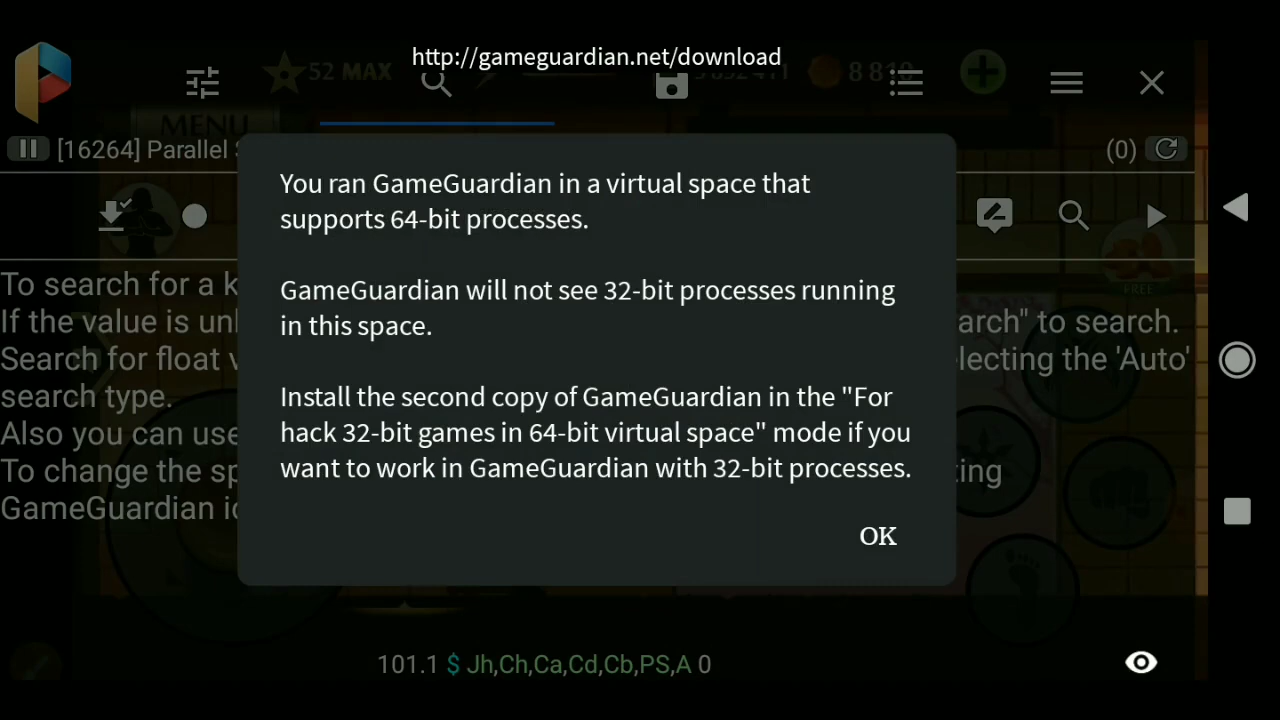 http://gameguardian.net/download
52 MAX
MENU
[16264] Parallel
(0)
You ran GameGuardian in a virtual space that
supports 64-bit processes.
GameGuardian will not see 32-bit processes running
in this space.
Install the second copy of GameGuardian in the "For
hack 32-bit games in 64-bit virtual space" mode if you
want to work in GameGuardian with 32-bit processes.
OK
To search for a k
If the value is un
arch" to search.
Search for float v
electing the 'Auto'
search type.
Also you can use
To change the sp
ting
GameGuardian ic
FREE
101.1 $ Jh,Ch,Ca,Cd,Cb,PS,A 0